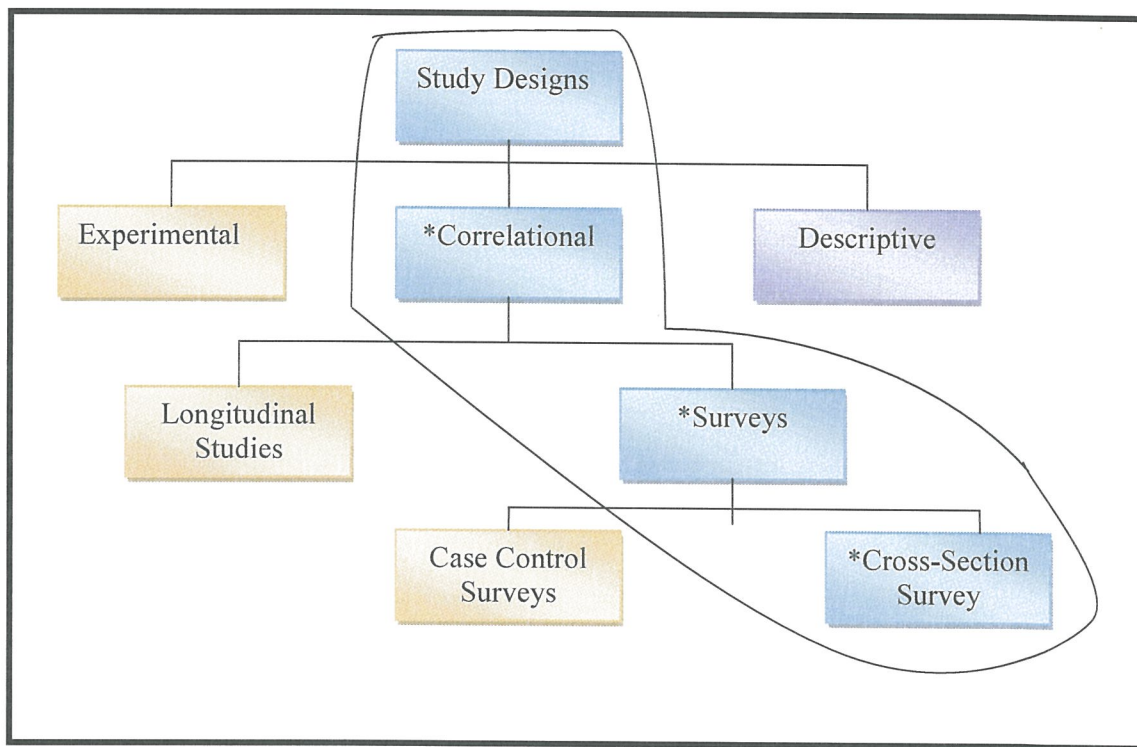 Study Designs
Experimental
*Correlational
Descriptive
Longitudinal
Studies
*Surveys
Case Control
Surveys
*Cross-Section
Survey